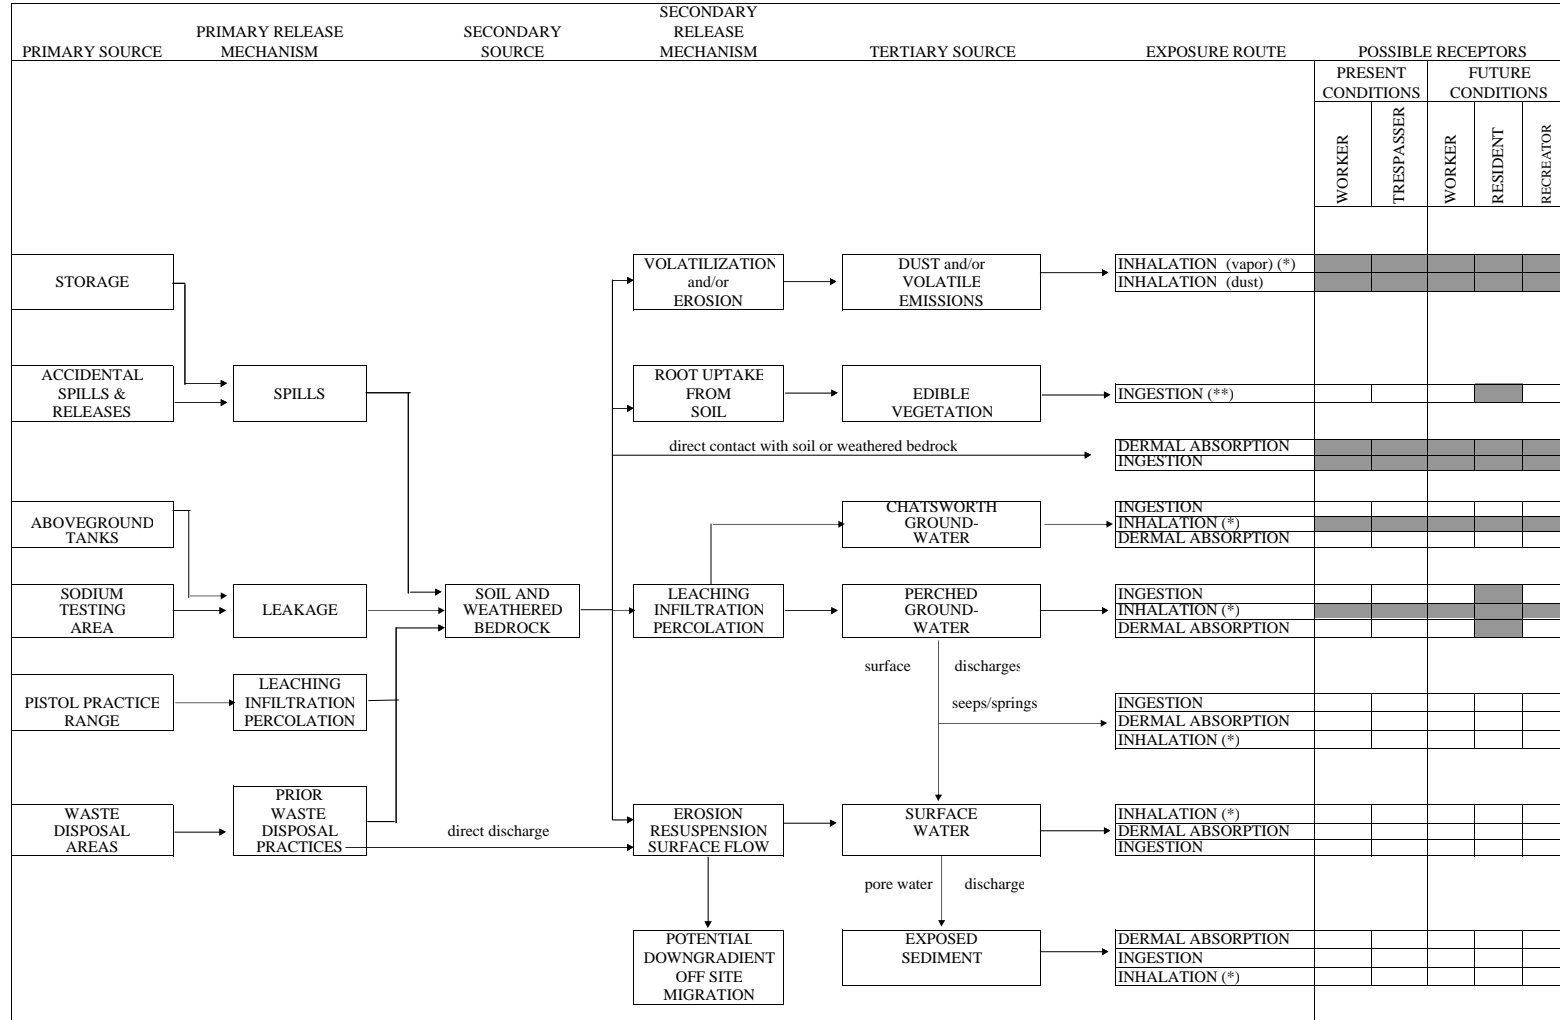 SECONDARY
PRIMARY RELEASE
SECONDARY
RELEASE
PRIMARY SOURCE
MECHANISM
SOURCE
MECHANISM
TERTIARY SOURCE
EXPOSURE ROUTE
POSSIBLE RECEPTORS
PRESENT
CONDITIONS
FUTURE
CONDITIONS
WORKER
TRESPASSER
WORKER
RESIDENT
RECREATOR
STORAGE
VOLATILIZATION
and/or
EROSION
DUST and/or
VOLATILE
EMISSIONS
INHALATION (vapor) (*)
INHALATION (dust)
ACCIDENTAL
SPILLS &
RELEASES
SPILLS
ROOT UPTAKE
FROM
SOIL
EDIBLE
VEGETATION
INGESTION (**)
direct contact with soil or weathered bedrock
DERMAL ABSORPTION
INGESTION
ABOVEGROUND
TANKS
CHATSWORTH
GROUND-
WATER
INGESTION
INHALATION (*)
DERMAL ABSORPTION
SODIUM
TESTING
AREA
LEAKAGE
SOIL AND
WEATHERED
BEDROCK
LEACHING
INFILTRATION
PERCOLATION
PERCHED
GROUND-
WATER
INGESTION
INHALATION (*)
DERMAL ABSORPTION
surface discharges
seeps/springs
PISTOL PRACTICE
RANGE
LEACHING
INFILTRATION
PERCOLATION
INGESTION
DERMAL ABSORPTION
INHALATION (*)
WASTE
DISPOSAL
AREAS
PRIOR
WASTE
DISPOSAL
PRACTICES
direct discharge
EROSION
RESUSPENSION
SURFACE FLOW
SURFACE
WATER
INHALATION (*)
DERMAL ABSORPTION
INGESTION
pore water discharge
POTENTIAL
DOWNGRADIENT
OFF SITE
MIGRATION
EXPOSED
SEDIMENT
DERMAL ABSORPTION
INGESTION
INHALATION (*)